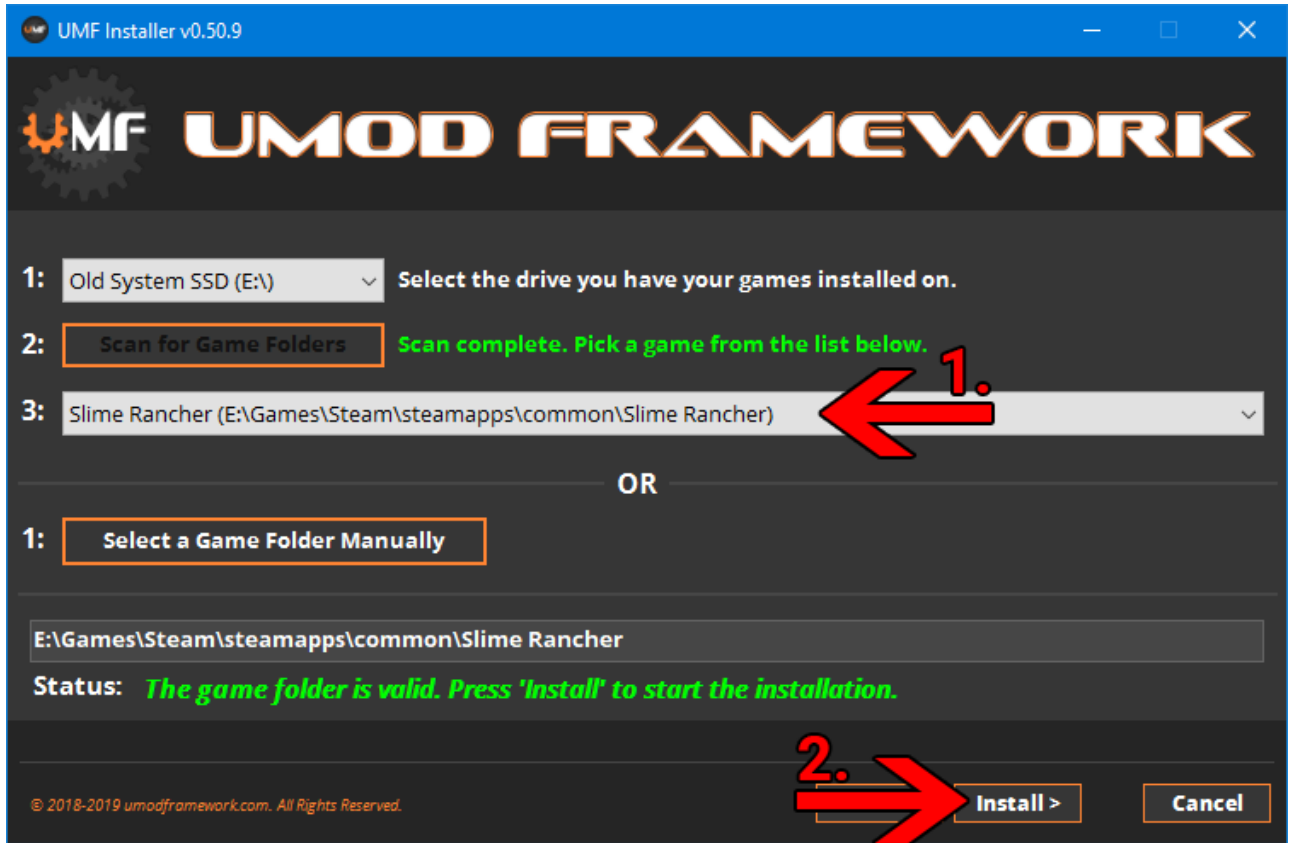 UMF Installer v0.50.9
UMF UMOD FRAMEWORK
1: Old System SSD (E:\) Select the drive you have your games installed on.
2: Scan for Game Folders Scan complete. Pick a game from the list below.
1.
3: Slime Rancher (E:\Games\Steam\steamapps\common\Slime Rancher)
OR
1: Select a Game Folder Manually
E:\Games\Steam\steamapps\common\Slime Rancher
Status: The game folder is valid. Press 'Install' to start the installation.
2.
© 2018-2019 umodframework.com. All Rights Reserved. Install > Cancel